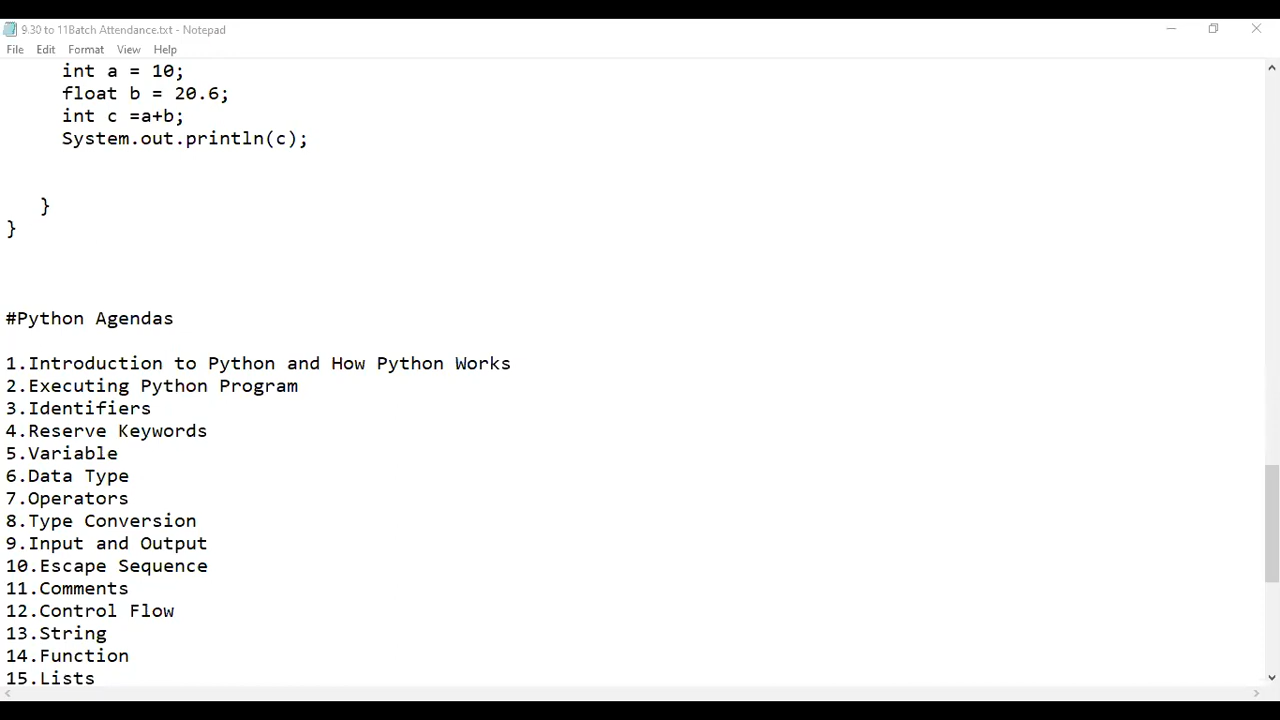 9.30 to 11Batch Attendance.txt - Notepad
File Edit Format View Help
int a = 10;
float b = 20.6;
int c =a+b;
System.out.println(c);
}
}
#Python Agendas
1.Introduction to Python and How Python Works
2.Executing Python Program
3.Identifiers
4.Reserve Keywords
5.Variable
6.Data Type
7.Operators
8.Type Conversion
9.Input and Output
10.Escape Sequence
11.Comments
12.Control Flow
13.String
14.Function
15.Lists